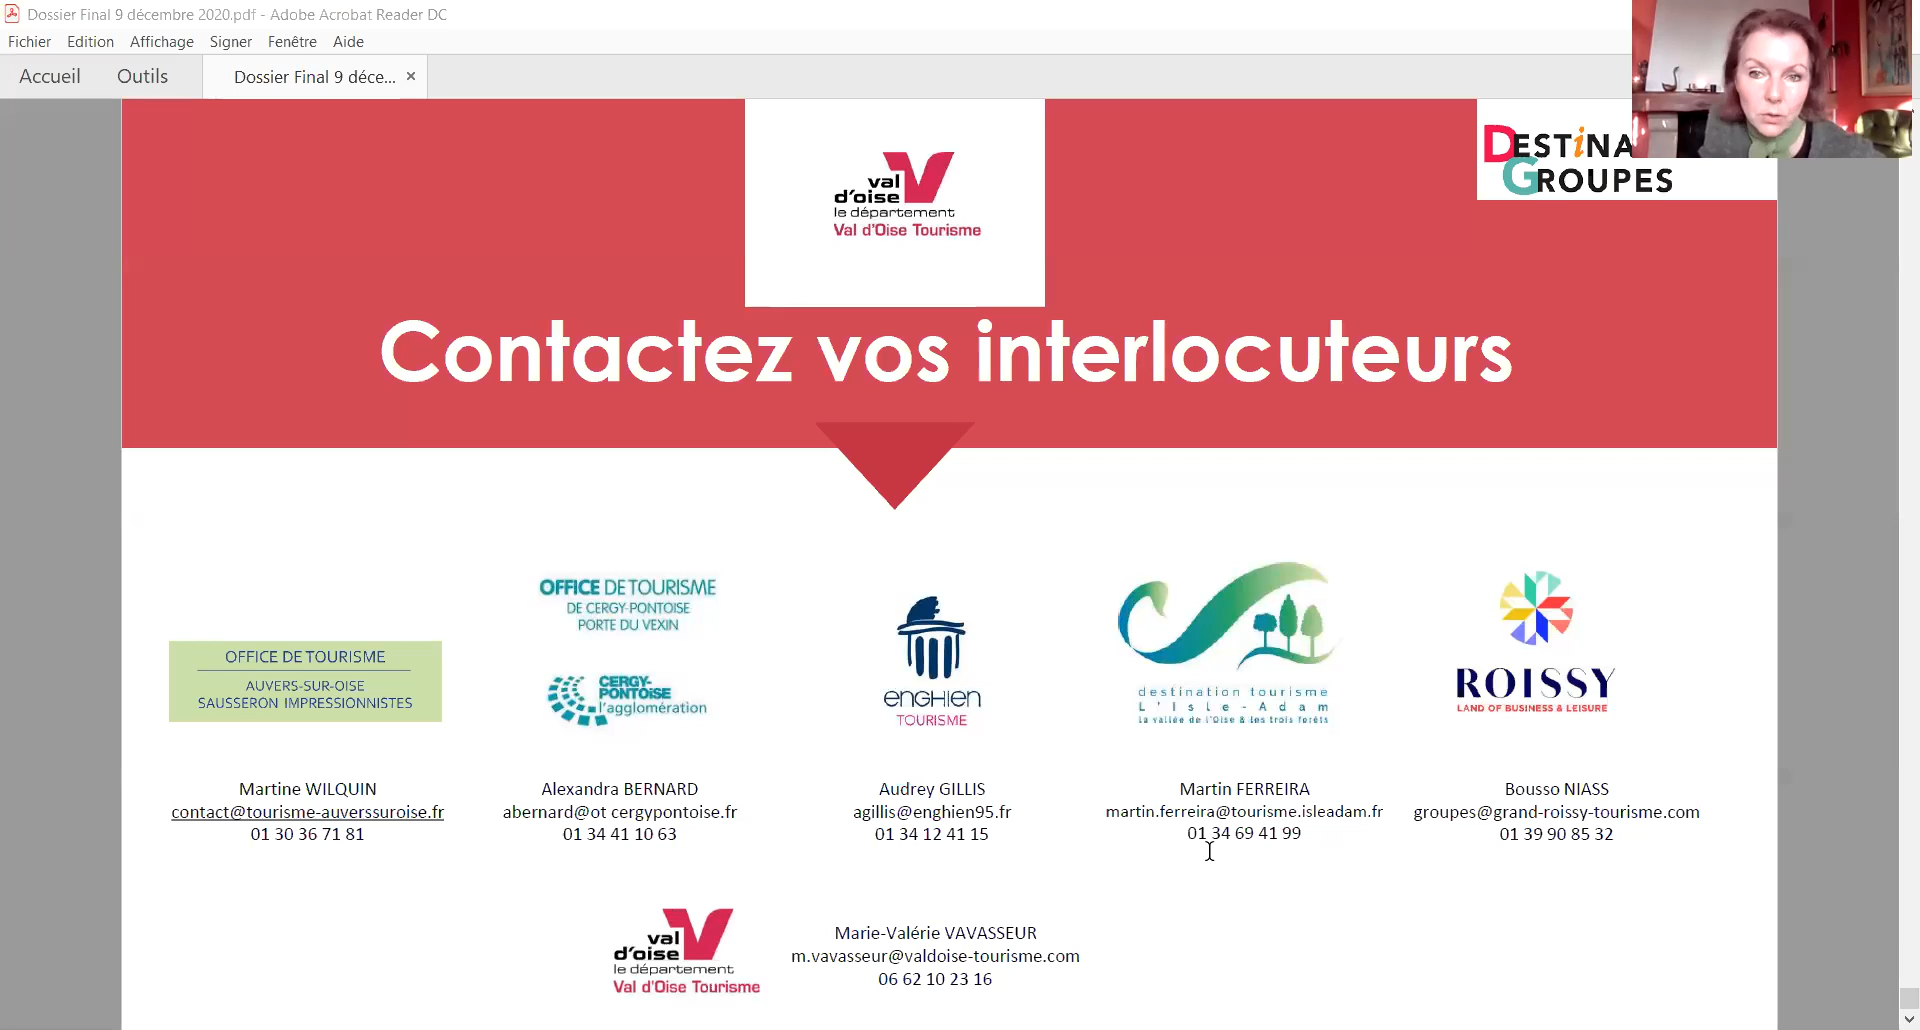 Dossier Final 9 décembre 2020.pdf - Adobe Acrobat Reader DC
Fichier Edition Affichage Signer Fenêtre Aide
Accueil Outils Dossier Final 9 déce... ×
val
d'oise
le département
Val d'Oise Tourisme
DESTiNA
GROUPES
Contactez vos interlocuteurs
OFFICE DE TOURISME
AUVERS-SUR-OISE
SAUSSERON IMPRESSIONNISTES
Martine WILQUIN
contact@tourisme-auverssuroise.fr
01 30 36 71 81
OFFICE DE TOURISME
DE CERGY-PONTOISE
PORTE DU VEXIN
CERGY-
PONTOISE
l'agglomération
Alexandra BERNARD
abernard@ot cergypontoise.fr
01 34 41 10 63
enGHien
TOURISME
Audrey GILLIS
agillis@enghien95.fr
01 34 12 41 15
destination tourisme
L'Isle-Adam
la vallée de l'Oise & les trois forêts
Martin FERREIRA
martin.ferreira@tourisme.isleadam.fr
01 34 69 41 99
ROISSY
LAND OF BUSINESS & LEISURE
Bousso NIASS
groupes@grand-roissy-tourisme.com
01 39 90 85 32
val
d'oise
le département
Val d'Oise Tourisme
Marie-Valérie VAVASSEUR
m.vavasseur@valdoise-tourisme.com
06 62 10 23 16